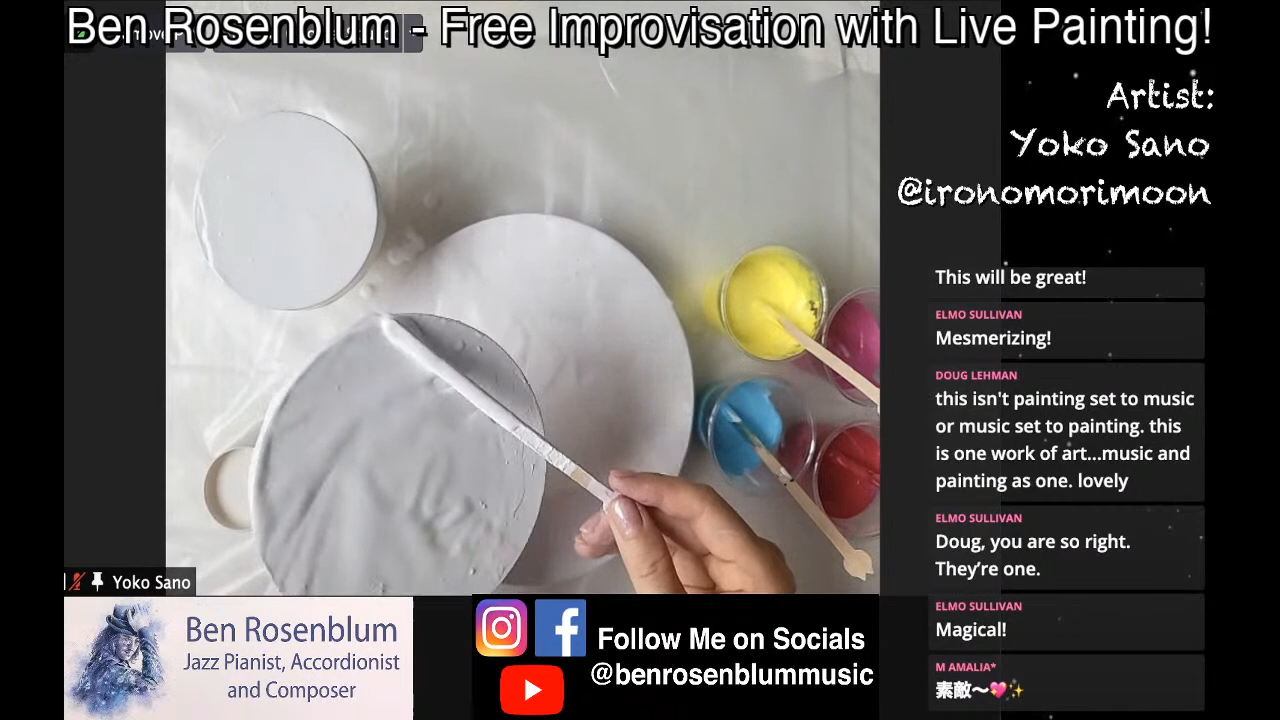 Ben Rosenblum - Free Improvisation with Live Painting!
Artist:
Yoko Sano
@ironomorimoon
This will be great!
ELMO SULLIVAN
Mesmerizing!
DOUG LEHMAN
this isn't painting set to music
or music set to painting. this
is one work of art...music and
painting as one. lovely
ELMO SULLIVAN
Doug, you are so right.
They’re one.
ELMO SULLIVAN
Magical!
M AMALIA*
素敵〜💖✨
Yoko Sano
Ben Rosenblum
Jazz Pianist, Accordionist
and Composer
Follow Me on Socials
@benrosenblummusic